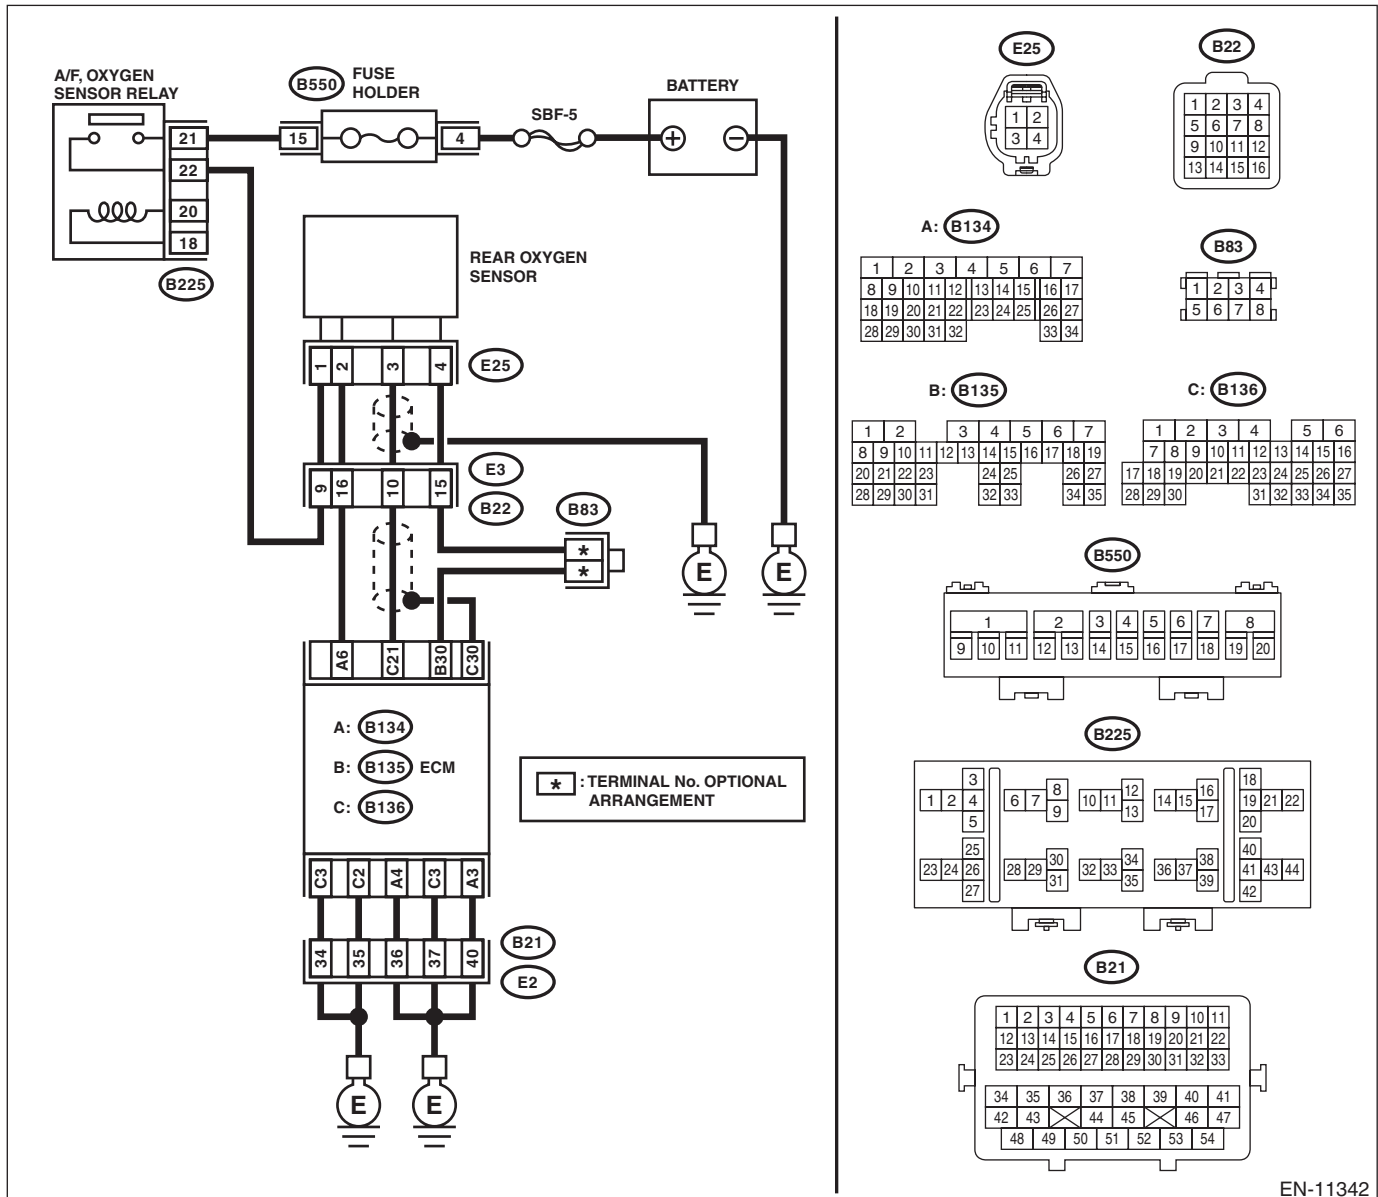 A/F, OXYGEN
SENSOR RELAY
B550
FUSE
HOLDER
SBF-5
BATTERY
21
15
4
+
−
22
20
18
B225
REAR OXYGEN
SENSOR
1 2 3 4
E25
E3
9 16 10 15
B22
B83
*
*
E
E
A6 C21 B30 C30
A: B134
B: B135 ECM
C: B136
* : TERMINAL No. OPTIONAL
ARRANGEMENT
C3 C2 A4 C3 A3
34 35 36 37 40
B21
E2
E
E
E25
1 2
3 4
B22
1 2 3 4
5 6 7 8
9 10 11 12
13 14 15 16
A: B134
1 2 3 4 5 6 7
8 9 10 11 12 13 14 15 16 17
18 19 20 21 22 23 24 25 26 27
28 29 30 31 32 33 34
B83
1 2 3 4
5 6 7 8
B: B135
1 2 3 4 5 6 7
8 9 10 11 12 13 14 15 16 17 18 19
20 21 22 23 24 25 26 27
28 29 30 31 32 33 34 35
C: B136
1 2 3 4 5 6
7 8 9 10 11 12 13 14 15 16
17 18 19 20 21 22 23 24 25 26 27
28 29 30 31 32 33 34 35
B550
1 2 3 4 5 6 7 8
9 10 11 12 13 14 15 16 17 18 19 20
B225
3 8 12 16 18
1 2 4 6 7 10 11 14 15 19 21 22
5 9 13 17 20
25 30 34 38 40
23 24 26 28 29 32 33 36 37 41 43 44
27 31 35 39 42
B21
1 2 3 4 5 6 7 8 9 10 11
12 13 14 15 16 17 18 19 20 21 22
23 24 25 26 27 28 29 30 31 32 33
34 35 36 37 38 39 40 41
42 43 44 45 46 47
48 49 50 51 52 53 54
EN-11342